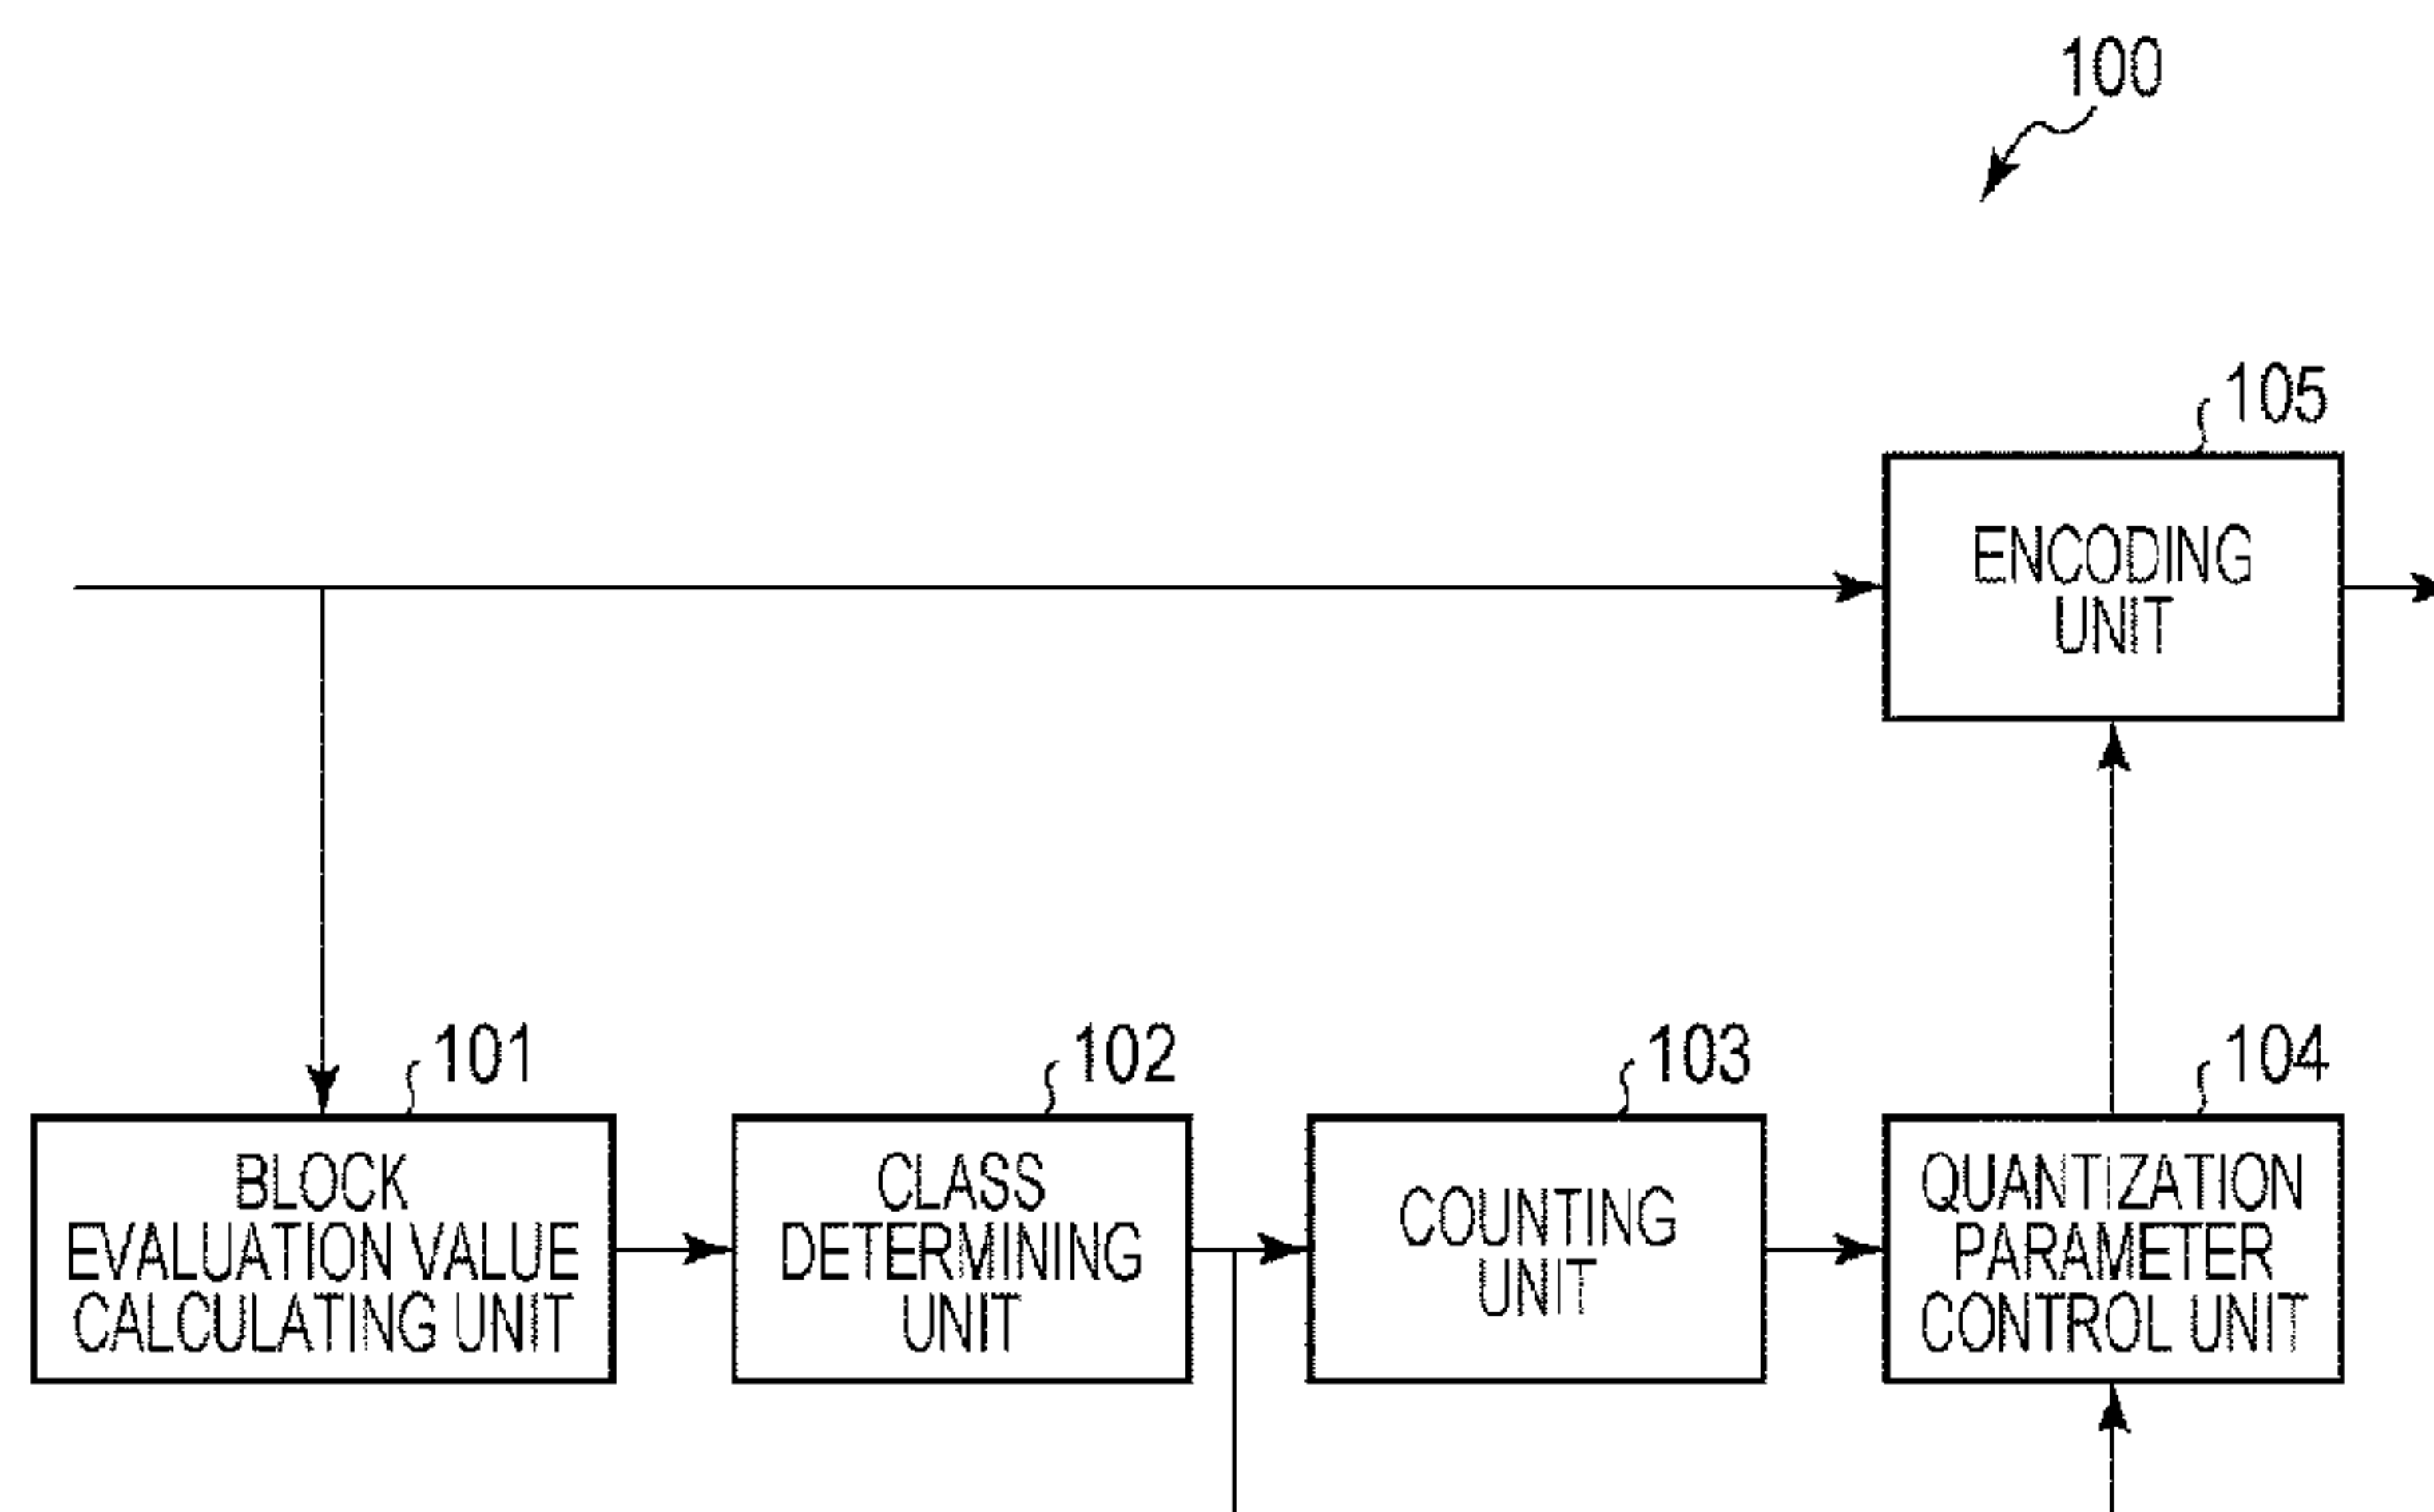 100
105
ENCODING
UNIT
101
102
103
104
BLOCK
EVALUATION VALUE
CALCULATING UNIT
CLASS
DETERMINING
UNIT
COUNTING
UNIT
QUANTIZATION
PARAMETER
CONTROL UNIT